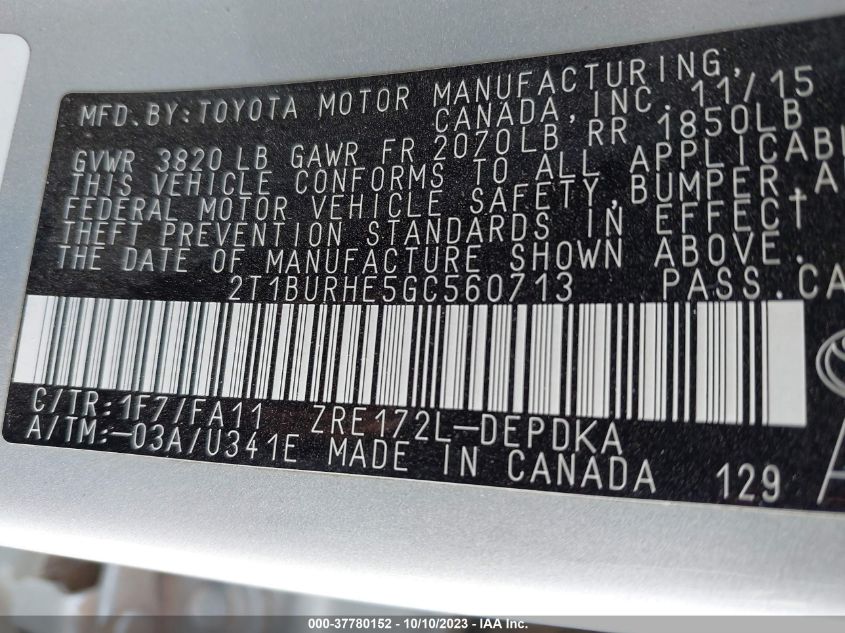 MFD. BY: TOYOTA MOTOR MANUFACTURING,
CANADA, INC. 11/15
GVWR 3820 LB GAWR FR 2070LB RR 1850LB
THIS VEHICLE CONFORMS TO ALL
FEDERAL MOTOR VEHICLE SAFETY, BUMPER,
THEFT PREVENTION STANDARDS IN EFFECT
THE DATE OF MANUFACTURE SHOWN ABOVE.
2T1BURHE5GC560713 PASS.
C/TR:1F7/FA11 ZRE172L-DEPDKA
A/TM:-03A/U341E MADE IN CANADA 129
000-37780152 - 10/10/2023 - IAA Inc.